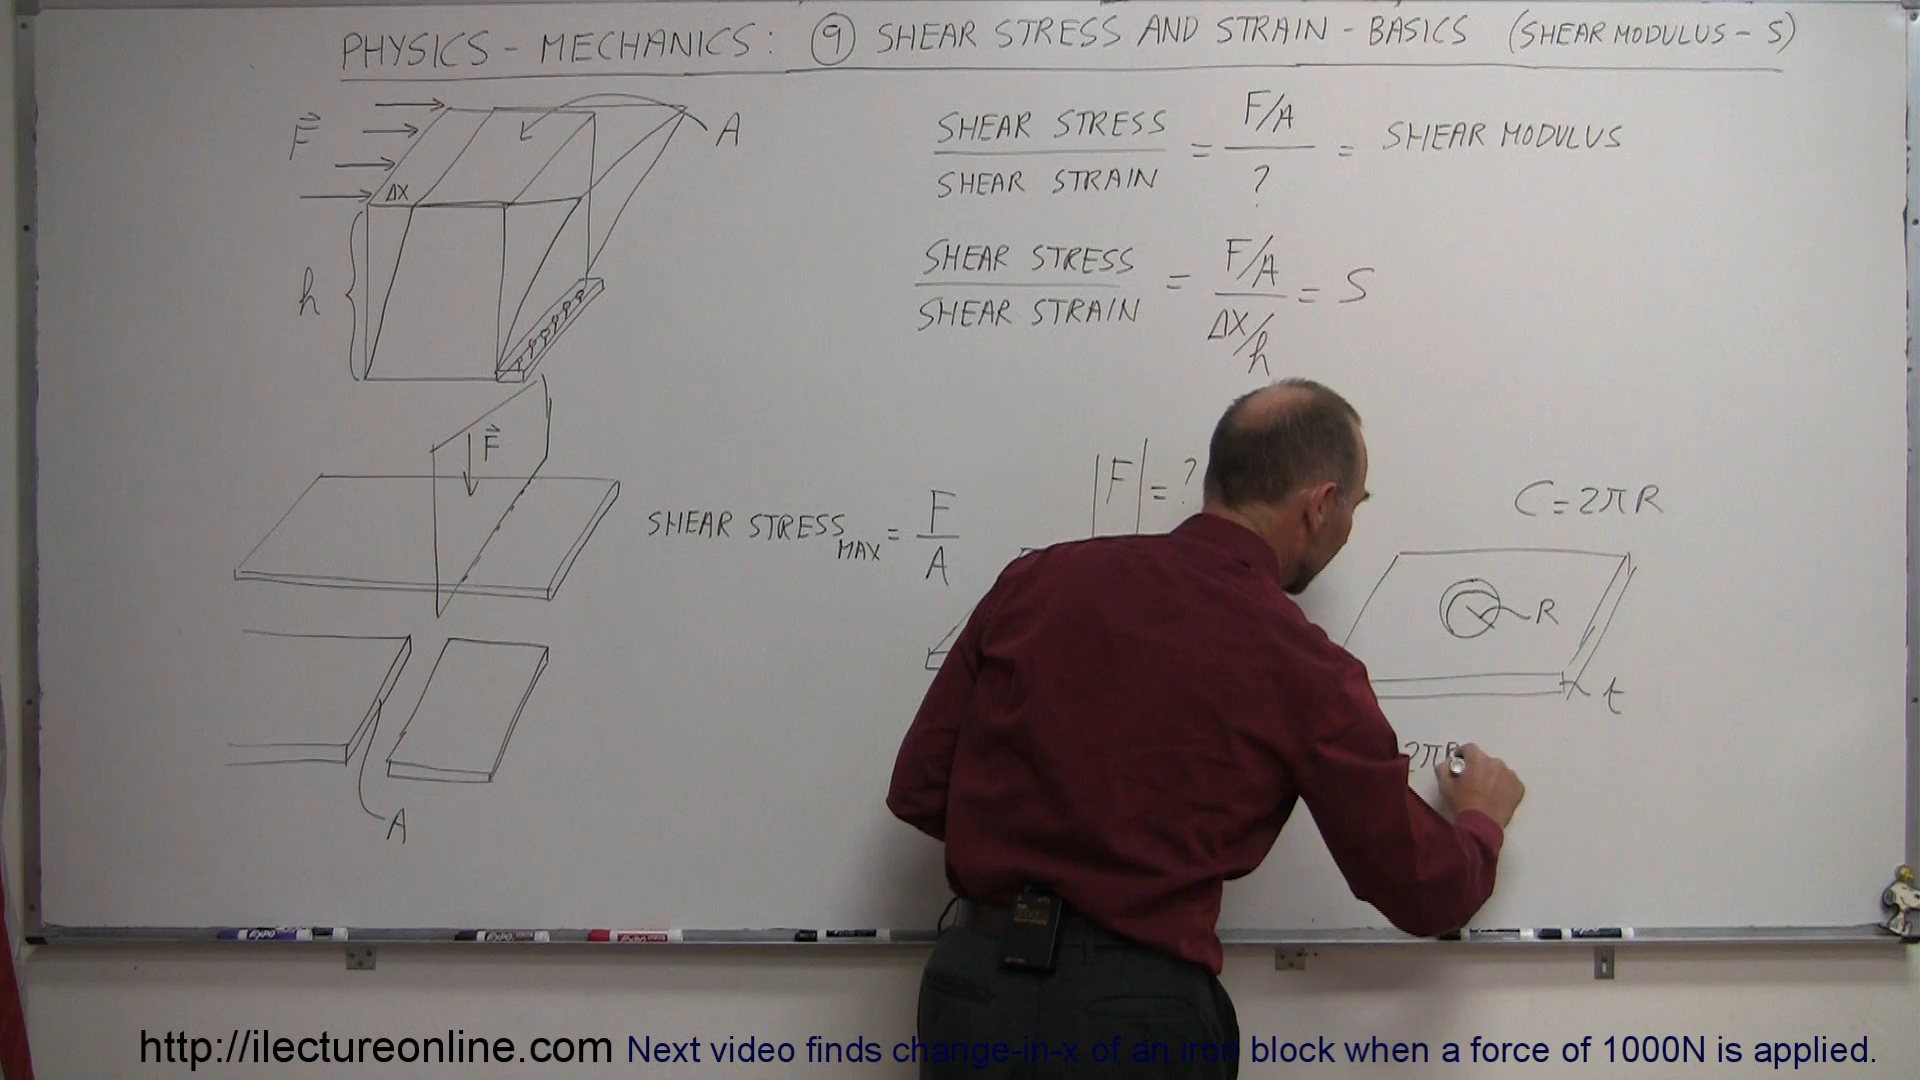 PHYSICS - MECHANICS: ⑨ SHEAR STRESS AND STRAIN - BASICS (SHEAR MODULUS - S)
F
ΔX
h
A
SHEAR STRESS / SHEAR STRAIN = F/A / ? = SHEAR MODULUS
SHEAR STRESS / SHEAR STRAIN = F/A / ΔX/h = S
F
SHEAR STRESS MAX = F / A
A
|F| = ?
C = 2πR
R
t
2πR
http://ilectureonline.com Next video finds change-in-x of an iron block when a force of 1000N is applied.